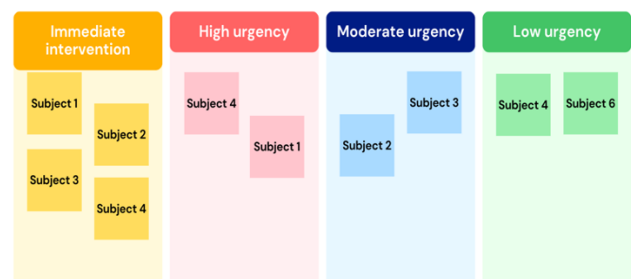 Immediate
intervention
High urgency
Moderate urgency
Low urgency
Subject 1
Subject 2
Subject 3
Subject 4
Subject 4
Subject 1
Subject 3
Subject 2
Subject 4
Subject 6